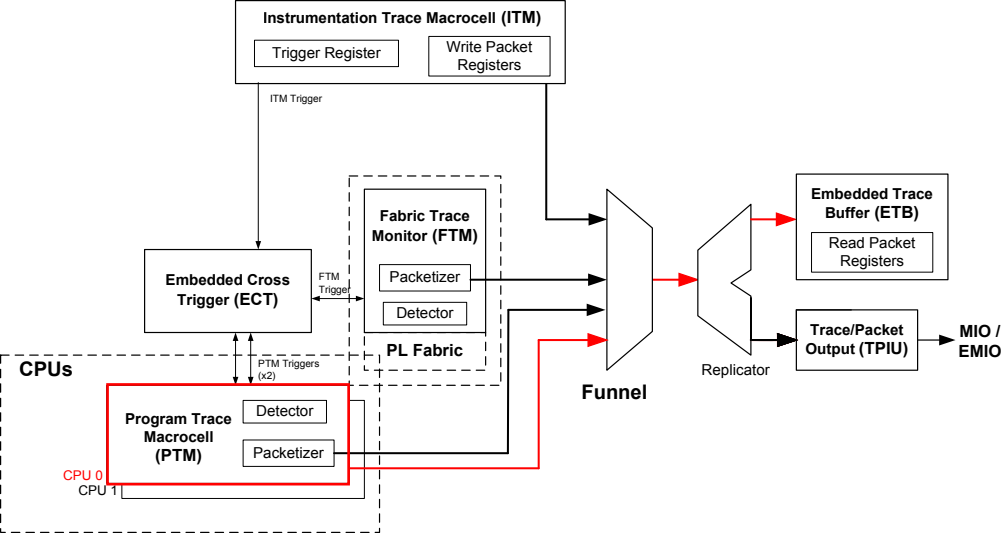 Instrumentation Trace Macrocell (ITM)
Trigger Register
Write Packet
Registers
ITM Trigger
Fabric Trace
Monitor (FTM)
Packetizer
Detector
PL Fabric
Embedded Cross
Trigger (ECT)
FTM
Trigger
PTM Triggers
(x2)
CPUs
Program Trace
Macrocell
(PTM)
Detector
Packetizer
CPU 0
CPU 1
Funnel
Replicator
Embedded Trace
Buffer (ETB)
Read Packet
Registers
Trace/Packet
Output (TPIU)
MIO /
EMIO